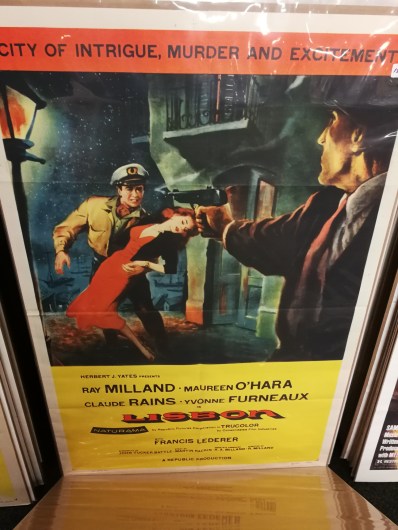 CITY OF INTRIGUE, MURDER AND EXCITEMENT
HERBERT J. YATES PRESENTS
RAY MILLAND · MAUREEN O'HARA
CLAUDE RAINS · YVONNE FURNEAUX
IN
LISBON
NATURAMA
TRUCOLOR
FRANCIS LEDERER
A REPUBLIC PRODUCTION